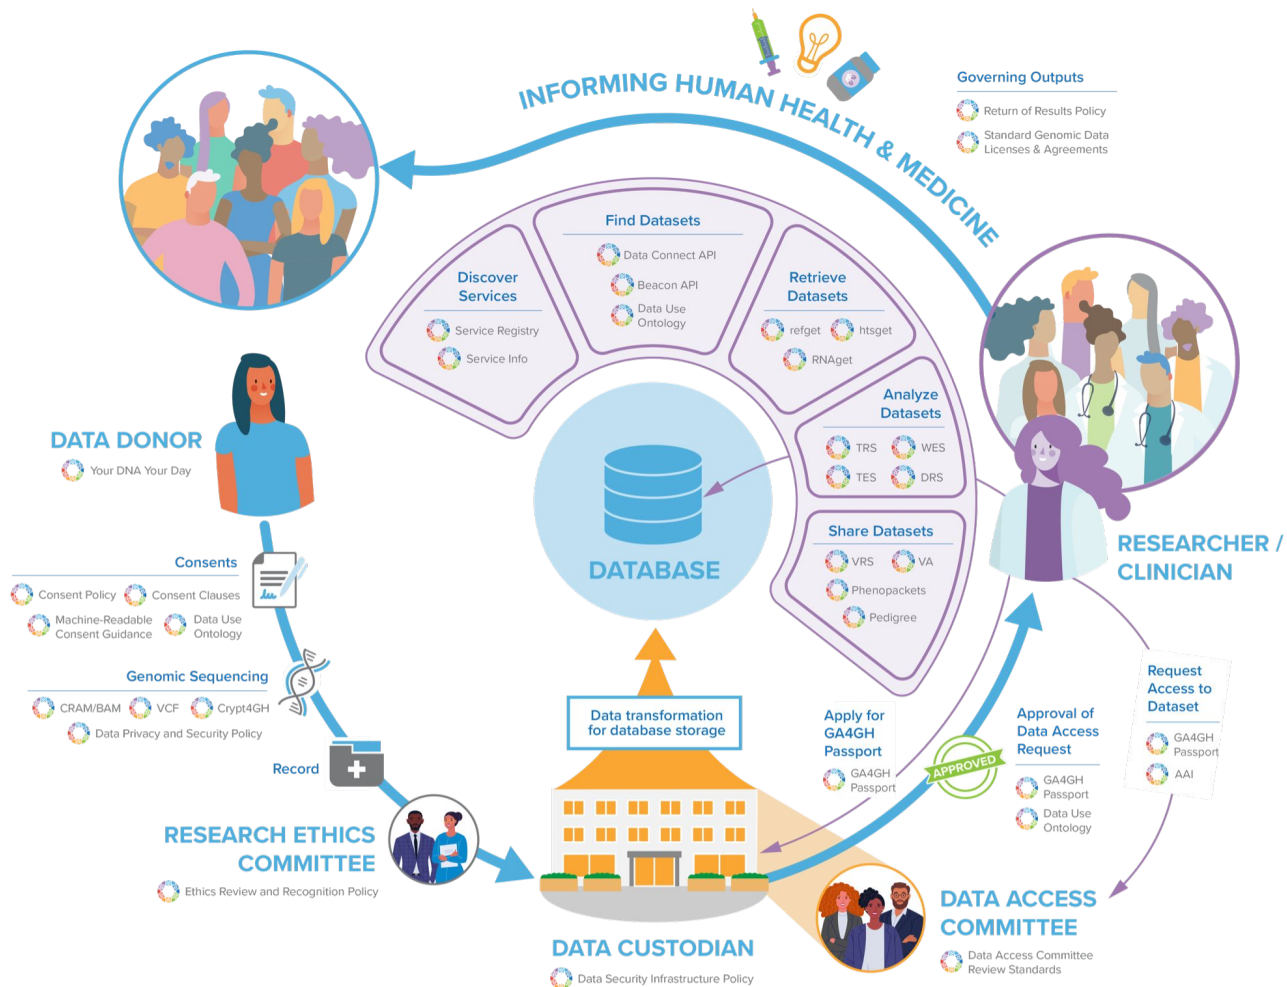 INFORMING HUMAN HEALTH & MEDICINE
Governing Outputs
Return of Results Policy
Standard Genomic Data
Licenses & Agreements
Discover
Services
Service Registry
Service Info
Find Datasets
Data Connect API
Beacon API
Data Use
Ontology
Retrieve
Datasets
refget
htsget
RNAget
Analyze
Datasets
TRS
WES
TES
DRS
Share Datasets
VRS
VA
Phenopackets
Pedigree
DATABASE
DATA DONOR
Your DNA Your Day
Consents
Consent Policy
Consent Clauses
Machine-Readable
Consent Guidance
Data Use
Ontology
Genomic Sequencing
CRAM/BAM
VCF
Crypt4GH
Data Privacy and Security Policy
Record
RESEARCH ETHICS
COMMITTEE
Ethics Review and Recognition Policy
Data transformation
for database storage
DATA CUSTODIAN
Data Security Infrastructure Policy
Apply for
GA4GH
Passport
GA4GH
Passport
APPROVED
Approval of
Data Access
Request
GA4GH
Passport
Data Use
Ontology
RESEARCHER /
CLINICIAN
Request
Access to
Dataset
GA4GH
Passport
AAI
DATA ACCESS
COMMITTEE
Data Access Committee
Review Standards